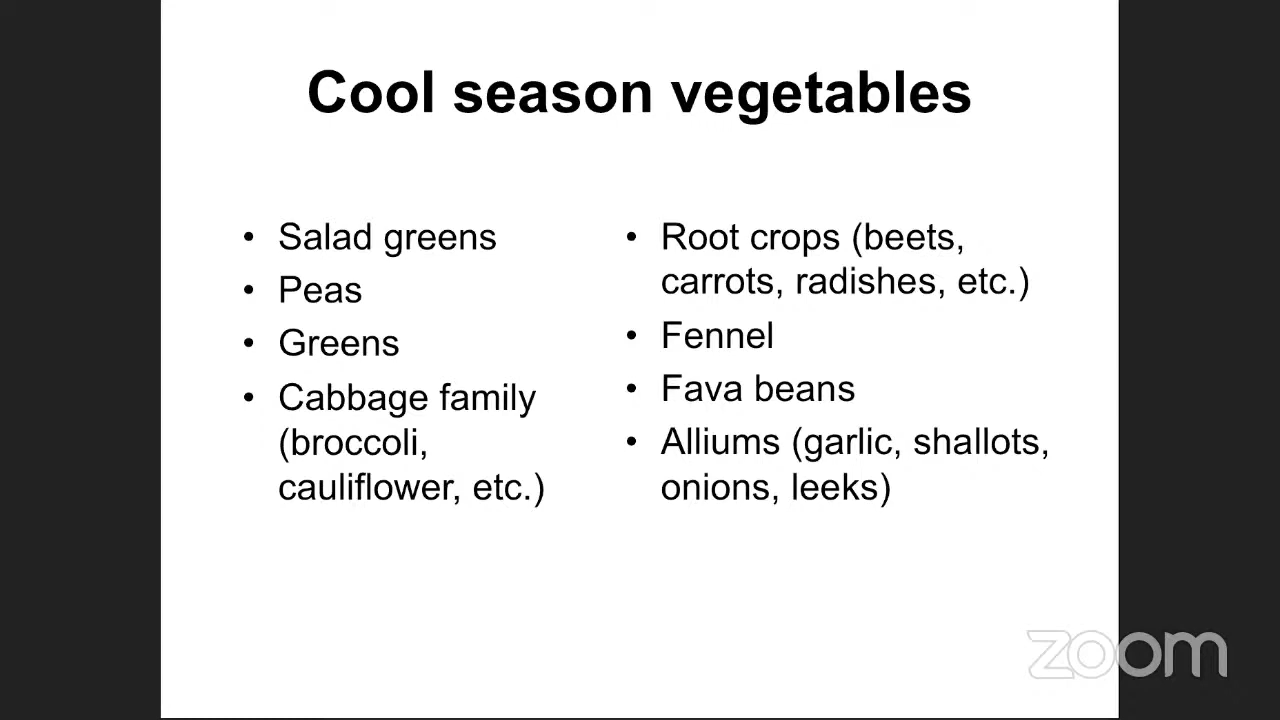 Cool season vegetables
• Salad greens
• Peas
• Greens
• Cabbage family
(broccoli,
cauliflower, etc.)
• Root crops (beets,
carrots, radishes, etc.)
• Fennel
• Fava beans
• Alliums (garlic, shallots,
onions, leeks)
zoom